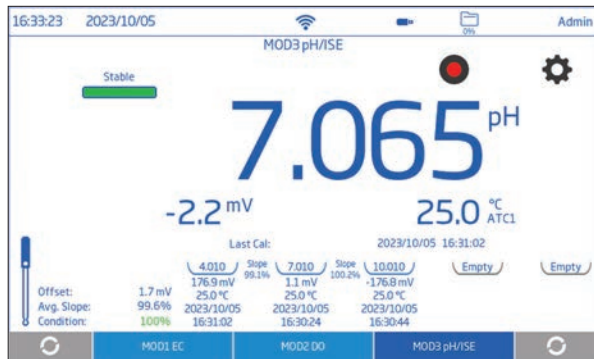 16:33:23 2023/10/05 0% Admin
MOD3 pH/ISE
Stable
7.065 pH
-2.2 mV 25.0 °C ATC1
Last Cal: 2023/10/05 16:31:02
4.010 Slope 99.1% 7.010 Slope 100.2% 10.010 Empty Empty
176.9 mV 1.1 mV -176.8 mV
Offset: 1.7 mV 25.0 °C 25.0 °C 25.0 °C
Avg. Slope: 99.6% 2023/10/05 2023/10/05 2023/10/05
Condition: 100% 16:31:02 16:30:24 16:30:44
MOD1 EC MOD2 DO MOD3 pH/ISE